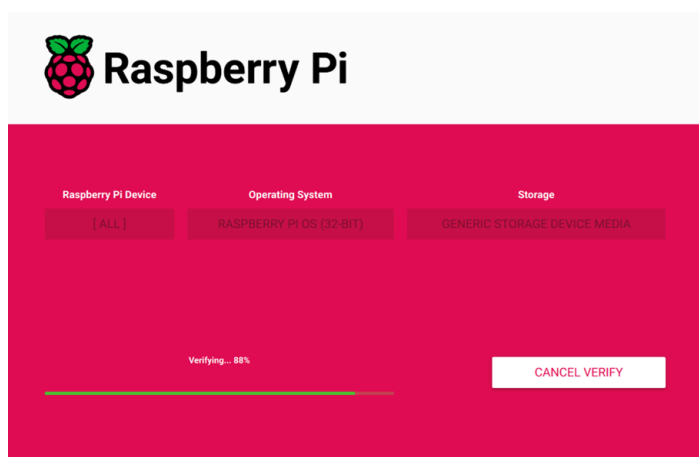 Raspberry Pi
Raspberry Pi Device
Operating System
Storage
[ ALL ]
RASPBERRY PI OS (32-BIT)
GENERIC STORAGE DEVICE MEDIA
Verifying... 88%
CANCEL VERIFY